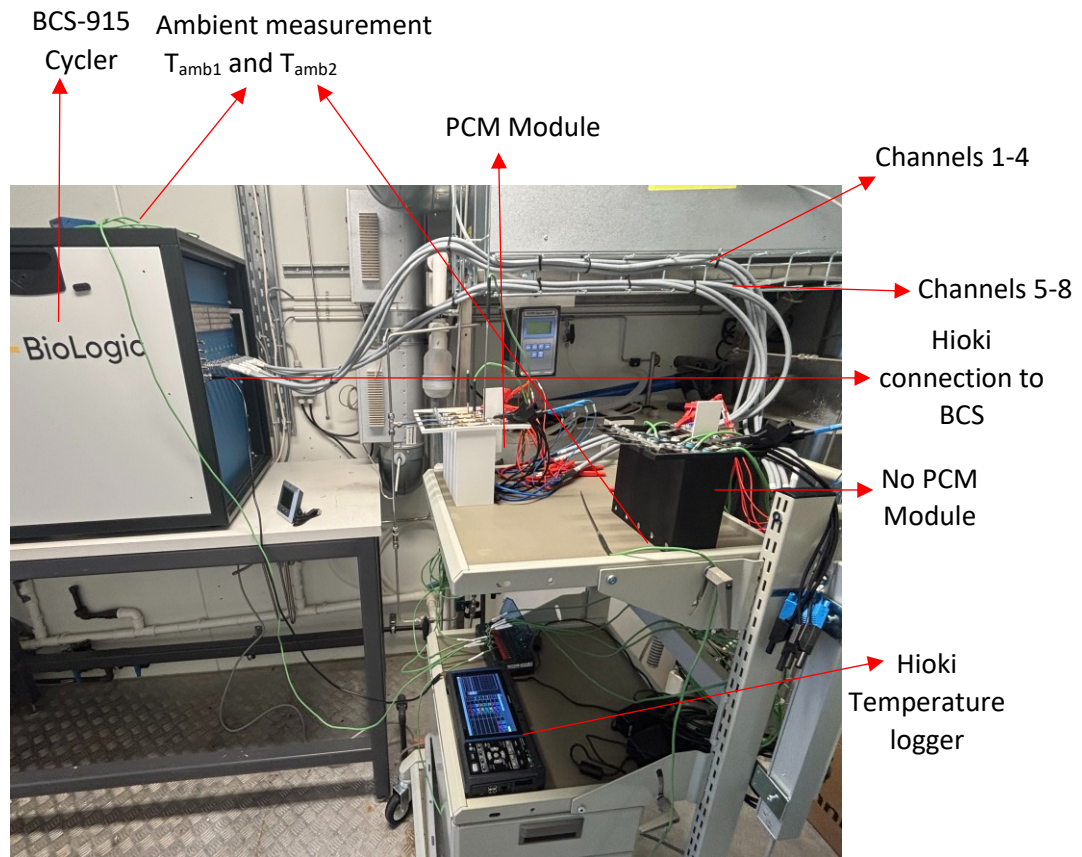 BCS-915
Cycler
Ambient measurement
Tamb1 and Tamb2
PCM Module
Channels 1-4
Channels 5-8
Hioki
connection to
BCS
No PCM
Module
Hioki
Temperature
logger
BioLogic